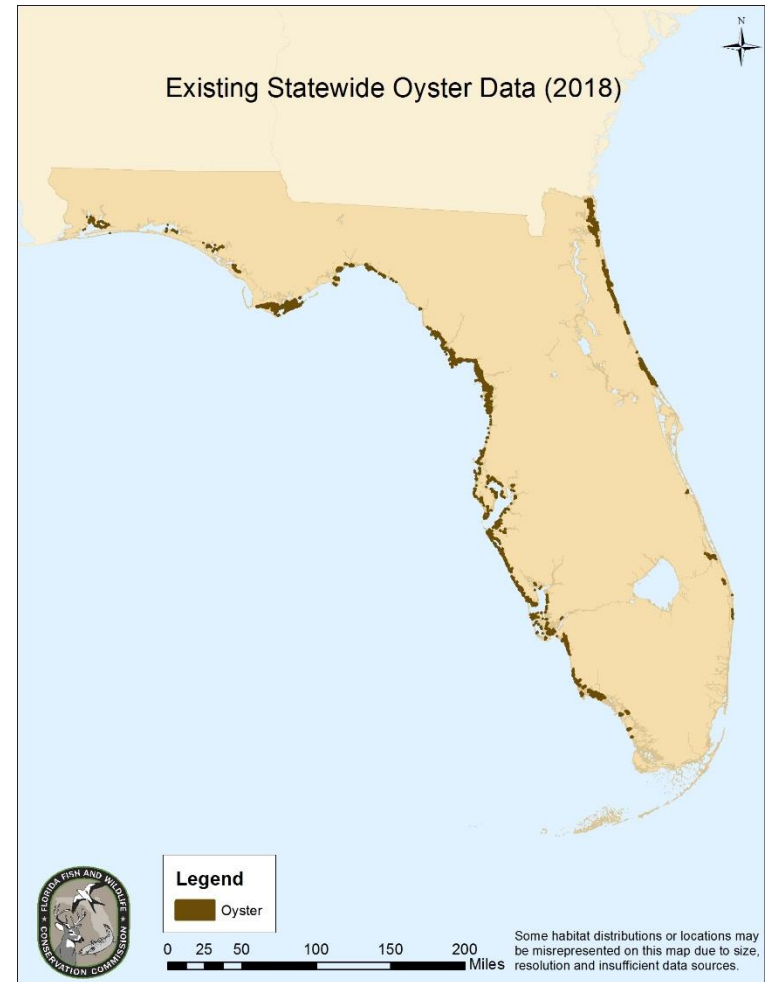 N
Existing Statewide Oyster Data (2018)
FLORIDA FISH AND WILDLIFE
CONSERVATION COMMISSION
Legend
Oyster
0 25 50 100 150 200
Miles
Some habitat distributions or locations may
be misrepresented on this map due to size,
resolution and insufficient data sources.